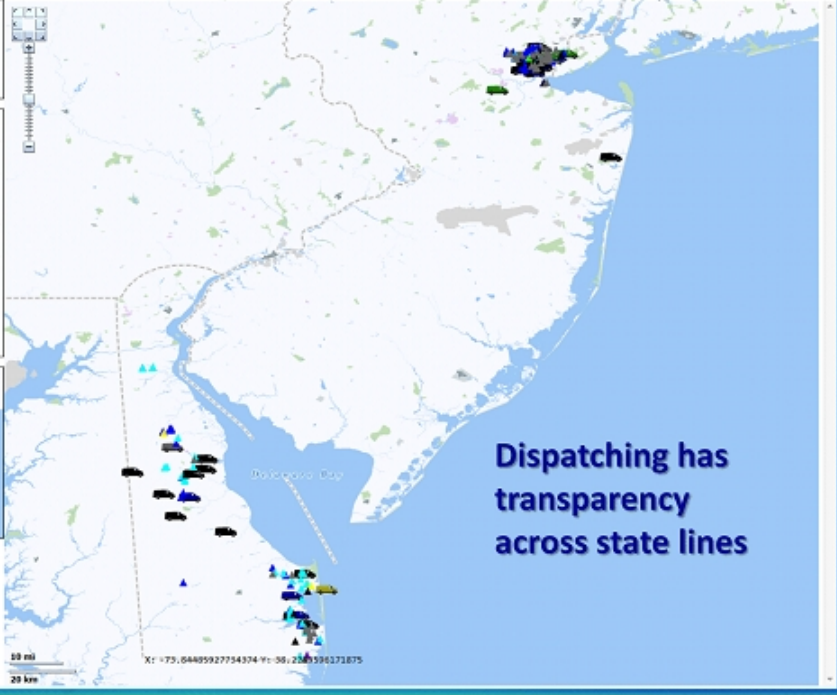 Delaware Bay
Dispatching has
transparency
across state lines
10 mi
20 km